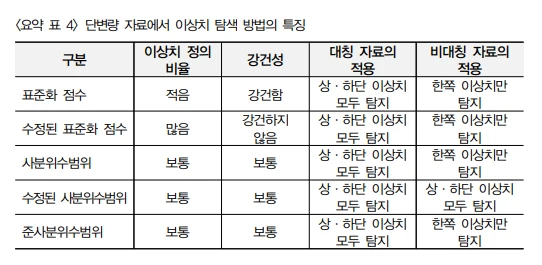 〈요약 표 4〉 단변량 자료에서 이상치 탐색 방법의 특징
구분 이상치 정의 비율 강건성 대칭 자료의 적용 비대칭 자료의 적용
표준화 점수 적음 강건함 상·하단 이상치 모두 탐지 한쪽 이상치만 탐지
수정된 표준화 점수 많음 강건하지 않음 상·하단 이상치 모두 탐지 한쪽 이상치만 탐지
사분위수범위 보통 보통 상·하단 이상치 모두 탐지 한쪽 이상치만 탐지
수정된 사분위수범위 보통 보통 상·하단 이상치 모두 탐지 상·하단 이상치 모두 탐지
준사분위수범위 보통 보통 상·하단 이상치 모두 탐지 한쪽 이상치만 탐지